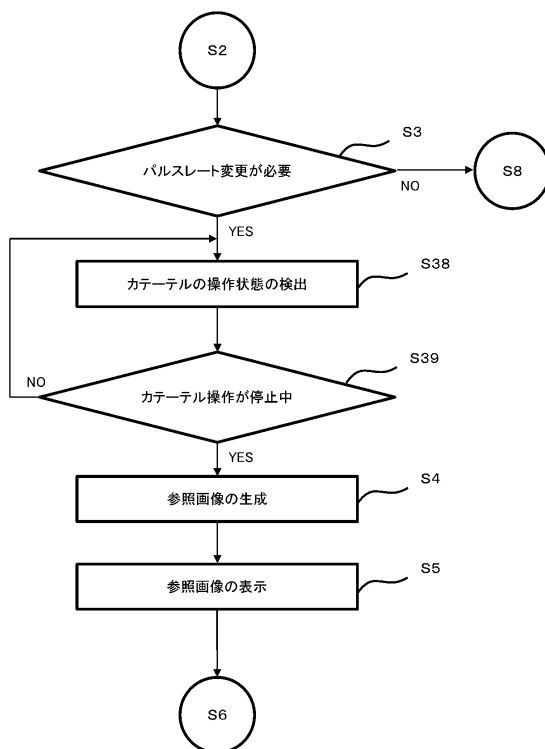 S2
S3
パルスレート変更が必要
NO
S8
YES
カテーテルの操作状態の検出
S38
S39
NO
カテーテル操作が停止中
YES
参照画像の生成
S4
参照画像の表示
S5
S6